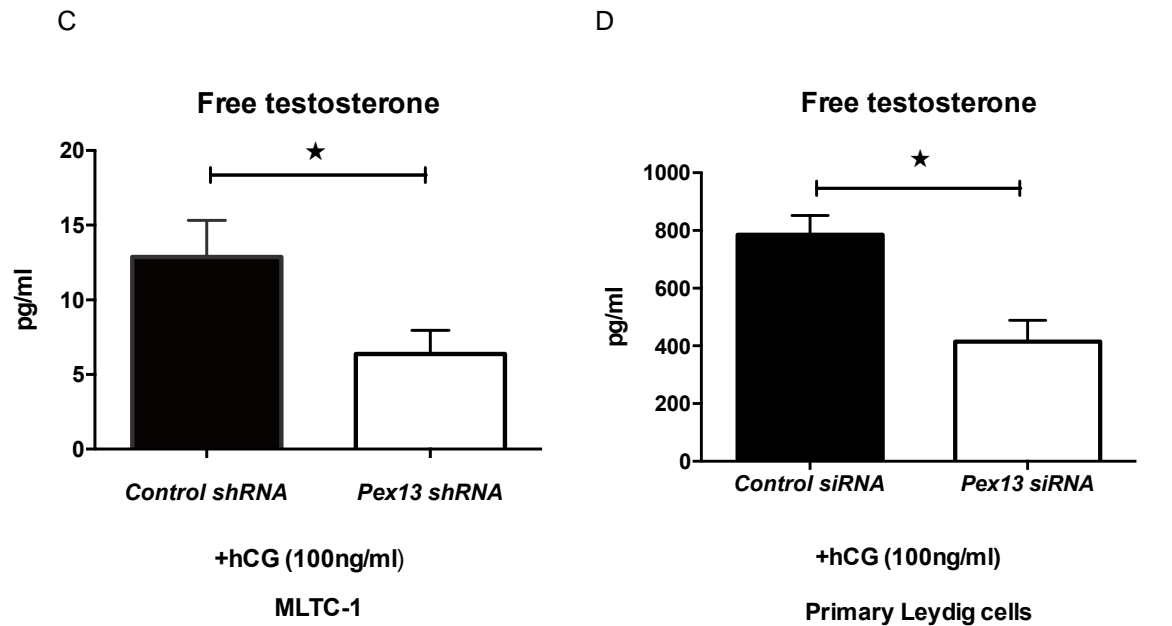 C
Free testosterone
★
20
15
10
5
0
pg/ml
Control shRNA
Pex13 shRNA
+hCG (100ng/ml)
MLTC-1
D
Free testosterone
★
1000
800
600
400
200
0
pg/ml
Control siRNA
Pex13 siRNA
+hCG (100ng/ml)
Primary Leydig cells